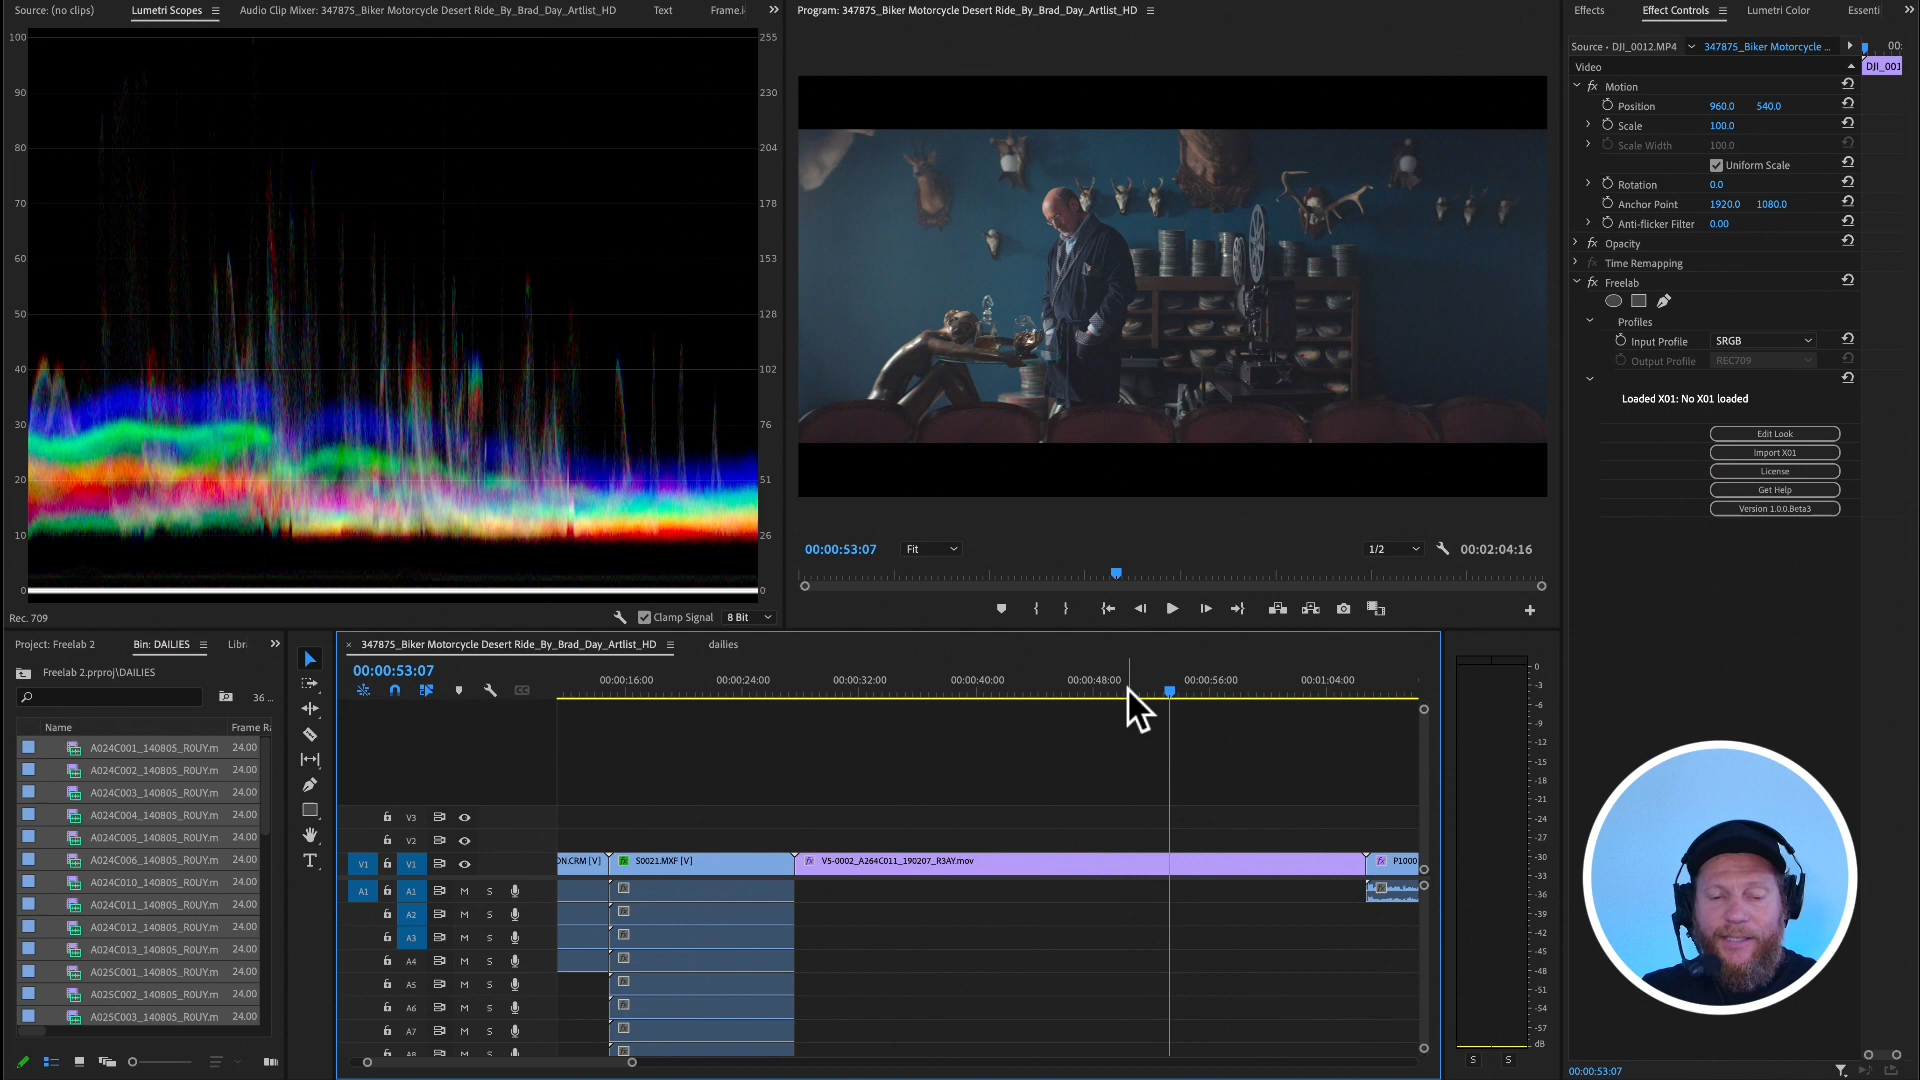 Source: (no clips)
Lumetri Scopes
Audio Clip Mixer: 347875_Biker Motorcycle Desert Ride_By_Brad_Day_Artlist_HD
Text
Frame.i
Program: 347875_Biker Motorcycle Desert Ride_By_Brad_Day_Artlist_HD
Effects
Effect Controls
Lumetri Color
Essenti
100
90
80
70
60
50
40
30
20
10
0
255
230
204
178
153
128
102
76
51
26
0
Rec. 709
Clamp Signal
8 Bit
00:00:53:07
Fit
1/2
00:02:04:16
Source • DJI_0012.MP4
347875_Biker Motorcycle ...
00:
Video
DJI_001
fx Motion
Position 960.0 540.0
Scale 100.0
Scale Width 100.0
Uniform Scale
Rotation 0.0
Anchor Point 1920.0 1080.0
Anti-flicker Filter 0.00
fx Opacity
fx Time Remapping
fx Freelab
Profiles
Input Profile SRGB
Output Profile REC709
Loaded X01: No X01 loaded
Edit Look
Import X01
License
Get Help
Version 1.0.0.Beta3
Project: Freelab 2
Bin: DAILIES
Libr
Freelab 2.prproj\DAILIES
36 ...
Name
Frame Ra
A024C001_140805_R0UY.m 24.00
A024C002_140805_R0UY.m 24.00
A024C003_140805_R0UY.m 24.00
A024C004_140805_R0UY.m 24.00
A024C005_140805_R0UY.m 24.00
A024C006_140805_R0UY.m 24.00
A024C010_140805_R0UY.m 24.00
A024C011_140805_R0UY.m 24.00
A024C012_140805_R0UY.m 24.00
A024C013_140805_R0UY.m 24.00
A025C001_140805_R0UY.m 24.00
A025C002_140805_R0UY.m 24.00
A025C003_140805_R0UY.m 24.00
347875_Biker Motorcycle Desert Ride_By_Brad_Day_Artlist_HD
dailies
00:00:53:07
00:00:16:00
00:00:24:00
00:00:32:00
00:00:40:00
00:00:48:00
00:00:56:00
00:01:04:00
V3
V2
V1 V1
ON.CRM [V]
fx S0021.MXF [V]
fx VS-0002_A264C011_190207_R3AY.mov
fx P1000
A1 A1 M S
A2 M S
A3 M S
A4 M S
A5 M S
A6 M S
A7 M S
A8 M S
0
-3
-6
-9
-12
-15
-18
-21
-24
-27
-30
-33
-36
-39
-42
-45
-48
-51
-54
-57
dB
S S
00:00:53:07